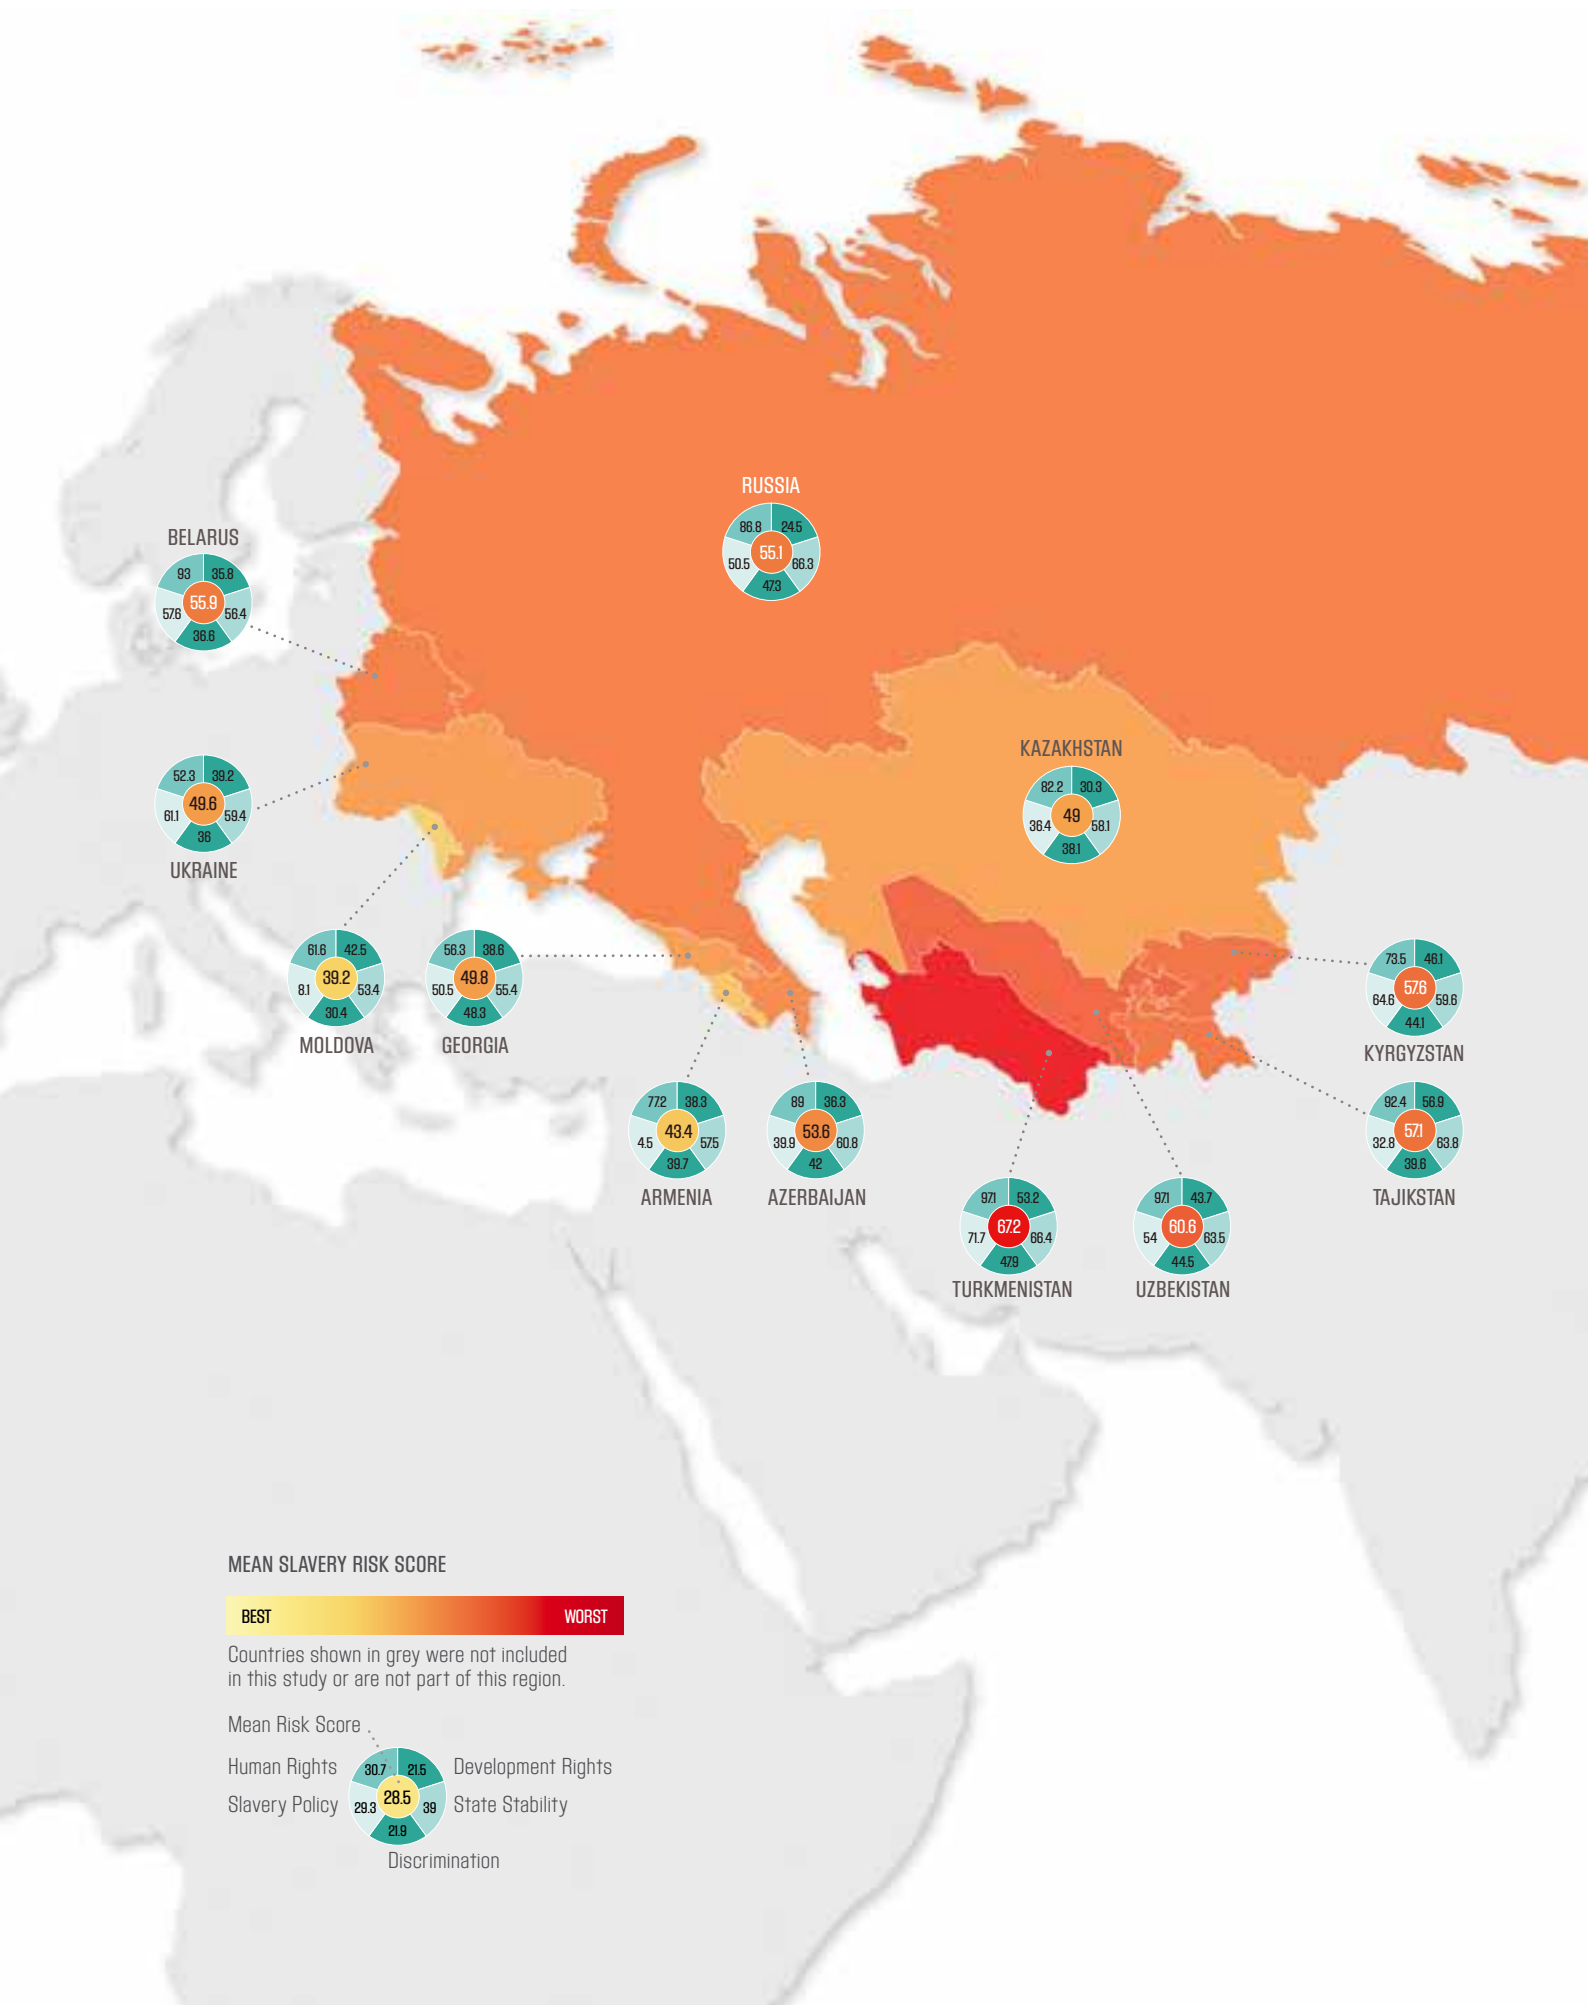 RUSSIA
86.8 24.5
55.1
50.5 66.3
47.3
BELARUS
93 35.8
55.9
57.6 56.4
36.6
KAZAKHSTAN
82.2 30.3
49
36.4 58.1
38.1
52.3 39.2
49.6
61.1 59.4
36
UKRAINE
61.6 42.5
39.2
8.1 53.4
30.4
MOLDOVA
56.3 38.6
49.8
50.5 55.4
48.3
GEORGIA
73.5 46.1
57.6
64.6 59.6
44.1
KYRGYZSTAN
77.2 38.3
43.4
4.5 57.5
39.7
ARMENIA
89 36.3
53.6
39.9 60.8
42
AZERBAIJAN
92.4 56.9
57.1
32.8 63.8
39.6
TAJIKSTAN
97.1 53.2
67.2
71.7 66.4
47.9
TURKMENISTAN
97.1 43.7
60.6
54 63.5
44.5
UZBEKISTAN
MEAN SLAVERY RISK SCORE
BEST WORST
Countries shown in grey were not included
in this study or are not part of this region.
Mean Risk Score
Human Rights 30.7 21.5 Development Rights
28.5
Slavery Policy 29.3 39 State Stability
21.9
Discrimination